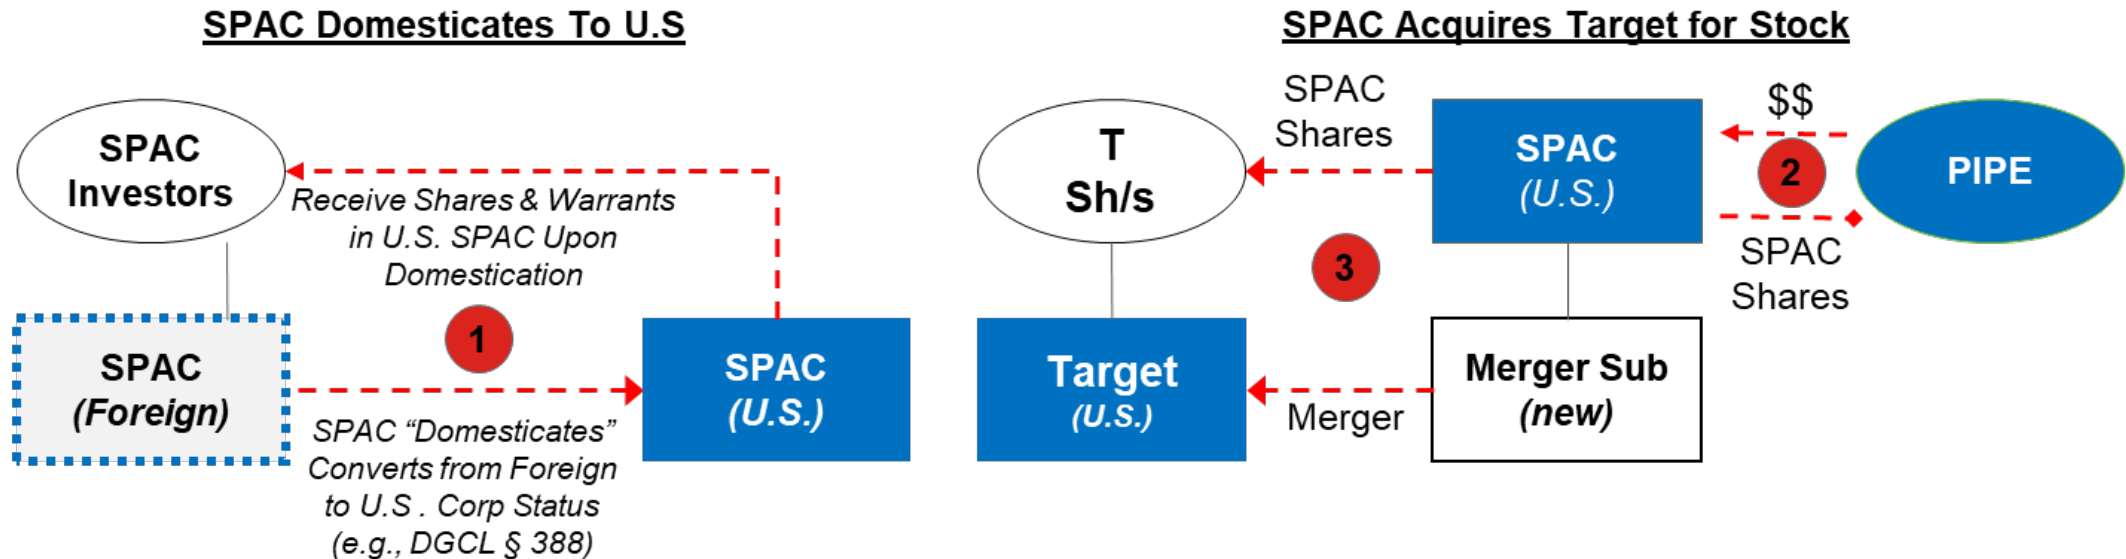 SPAC Domesticates To U.S
SPAC
Investors
Receive Shares & Warrants
in U.S. SPAC Upon
Domestication
1
SPAC
(Foreign)
SPAC “Domesticates”
Converts from Foreign
to U.S . Corp Status
(e.g., DGCL § 388)
SPAC
(U.S.)
SPAC Acquires Target for Stock
T
Sh/s
SPAC
Shares
SPAC
(U.S.)
$$
2
PIPE
SPAC
Shares
3
Target
(U.S.)
Merger
Merger Sub
(new)